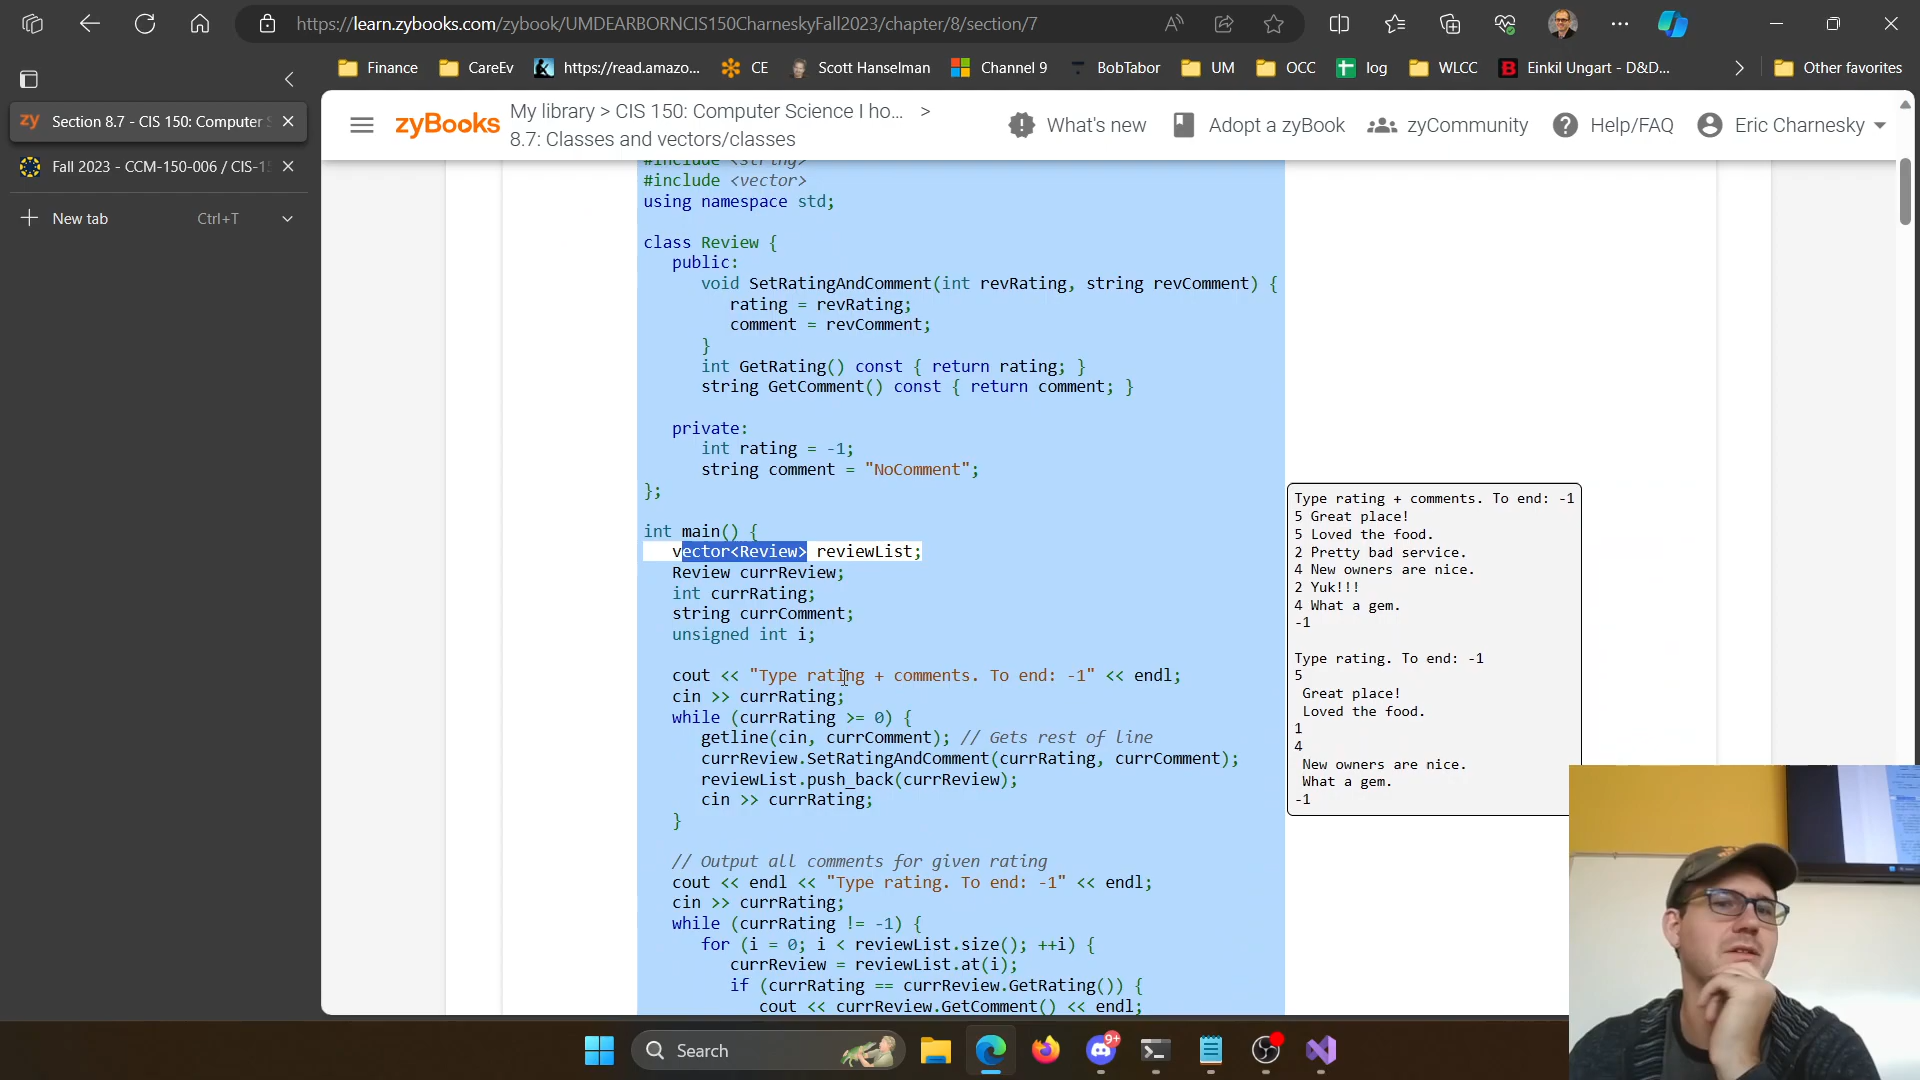 https://learn.zybooks.com/zybook/UMDEARBORNCIS150CharneskyFall2023/chapter/8/section/7
Finance
CareEv
https://read.amazo...
CE
Scott Hanselman
Channel 9
BobTabor
UM
OCC
log
WLCC
Einkil Ungart - D&D...
Other favorites
zy Section 8.7 - CIS 150: Computer S
Fall 2023 - CCM-150-006 / CIS-15
New tab Ctrl+T
zyBooks
My library > CIS 150: Computer Science I ho... >
8.7: Classes and vectors/classes
What's new
Adopt a zyBook
zyCommunity
Help/FAQ
Eric Charnesky
#include <string>
#include <vector>
using namespace std;
class Review {
public:
void SetRatingAndComment(int revRating, string revComment) {
rating = revRating;
comment = revComment;
}
int GetRating() const { return rating; }
string GetComment() const { return comment; }
private:
int rating = -1;
string comment = "NoComment";
};
int main() {
vector<Review> reviewList;
Review currReview;
int currRating;
string currComment;
unsigned int i;
cout << "Type rating + comments. To end: -1" << endl;
cin >> currRating;
while (currRating >= 0) {
getline(cin, currComment); // Gets rest of line
currReview.SetRatingAndComment(currRating, currComment);
reviewList.push_back(currReview);
cin >> currRating;
}
// Output all comments for given rating
cout << endl << "Type rating. To end: -1" << endl;
cin >> currRating;
while (currRating != -1) {
for (i = 0; i < reviewList.size(); ++i) {
currReview = reviewList.at(i);
if (currRating == currReview.GetRating()) {
cout << currReview.GetComment() << endl;
Type rating + comments. To end: -1
5 Great place!
5 Loved the food.
2 Pretty bad service.
4 New owners are nice.
2 Yuk!!!
4 What a gem.
-1
Type rating. To end: -1
5
Great place!
Loved the food.
1
4
New owners are nice.
What a gem.
-1
Search
9+